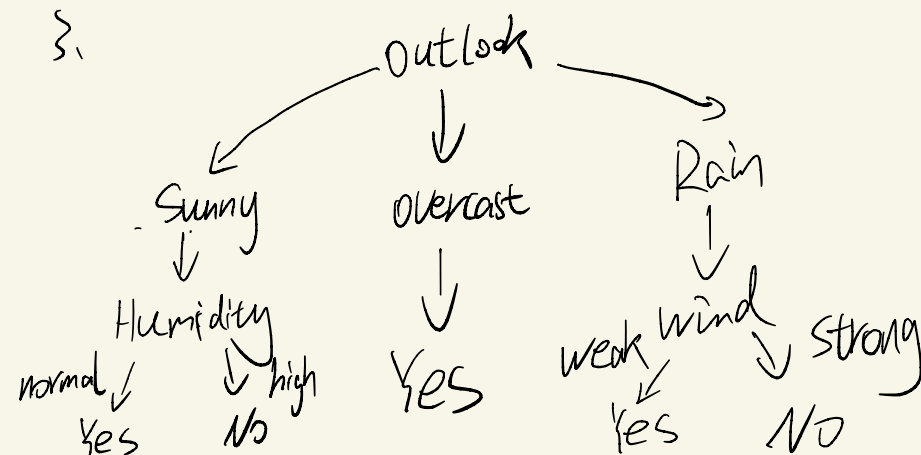 3.
Outlook
Sunny overcast Rain
Humidity wind
normal high weak strong
Yes No Yes Yes No